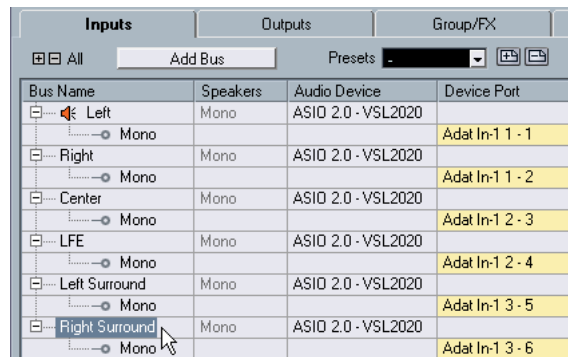 Inputs Outputs Group/FX
All Add Bus Presets -
Bus Name Speakers Audio Device Device Port
Left Mono ASIO 2.0 - VSL2020
Mono Adat In-1 1 - 1
Right Mono ASIO 2.0 - VSL2020
Mono Adat In-1 1 - 2
Center Mono ASIO 2.0 - VSL2020
Mono Adat In-1 2 - 3
LFE Mono ASIO 2.0 - VSL2020
Mono Adat In-1 2 - 4
Left Surround Mono ASIO 2.0 - VSL2020
Mono Adat In-1 3 - 5
Right Surround Mono ASIO 2.0 - VSL2020
Mono Adat In-1 3 - 6